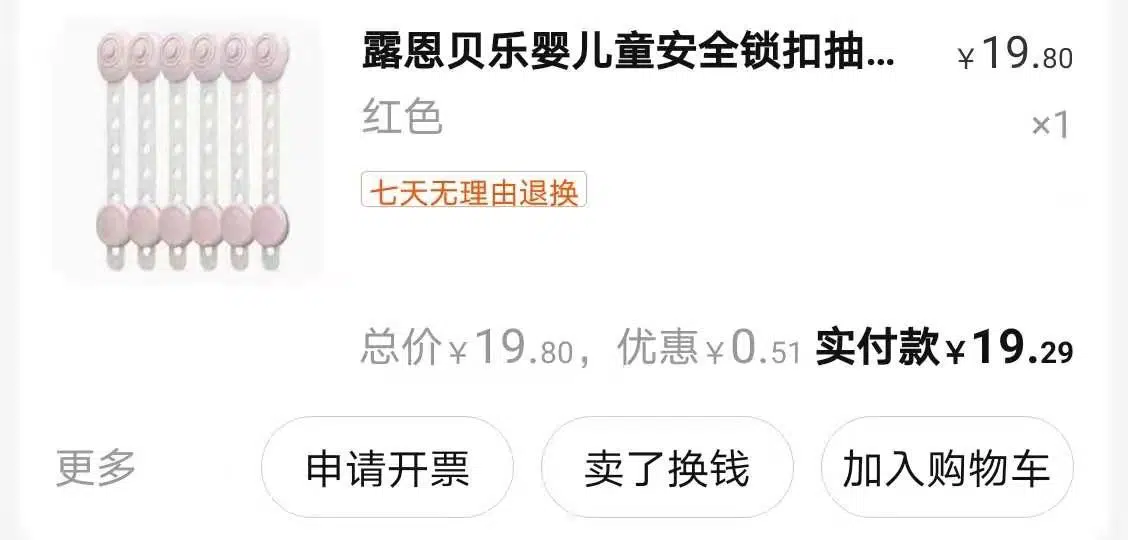 露恩贝乐婴儿童安全锁扣抽... ¥19.80
红色 ×1
七天无理由退换
总价¥19.80，优惠¥0.51 实付款¥19.29
更多 申请开票 卖了换钱 加入购物车